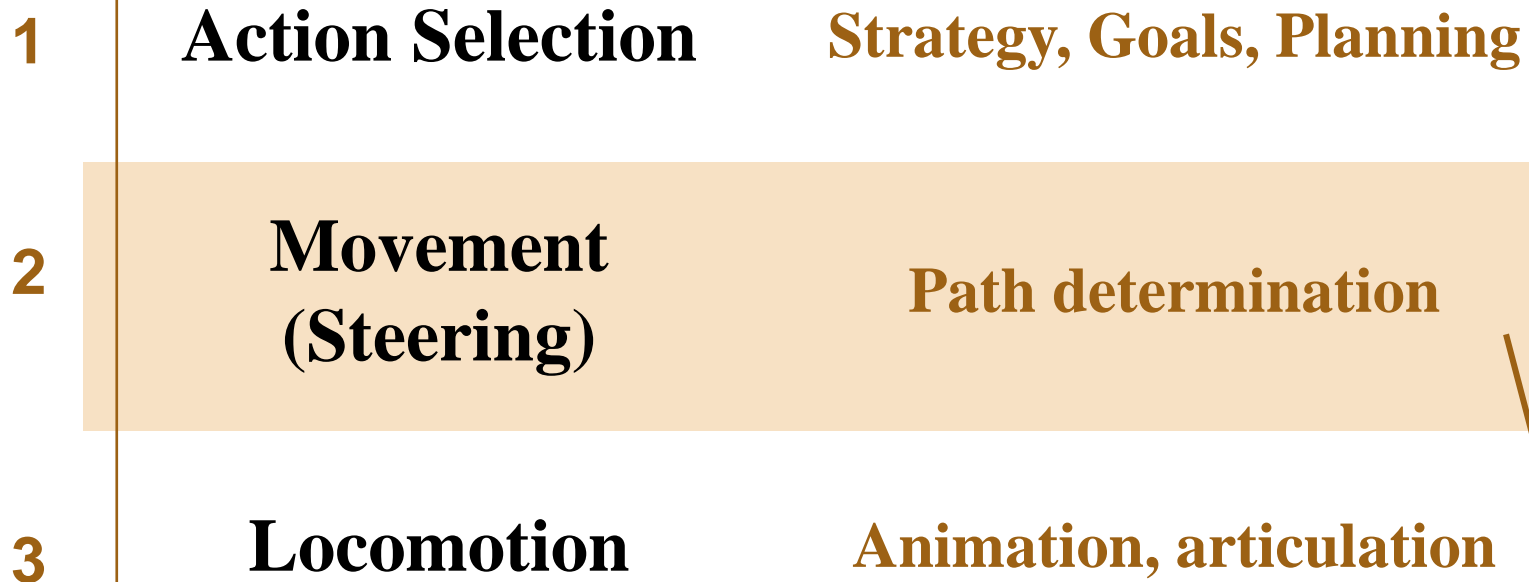 1 Action Selection Strategy, Goals, Planning
2 Movement
(Steering) Path determination
3 Locomotion Animation, articulation